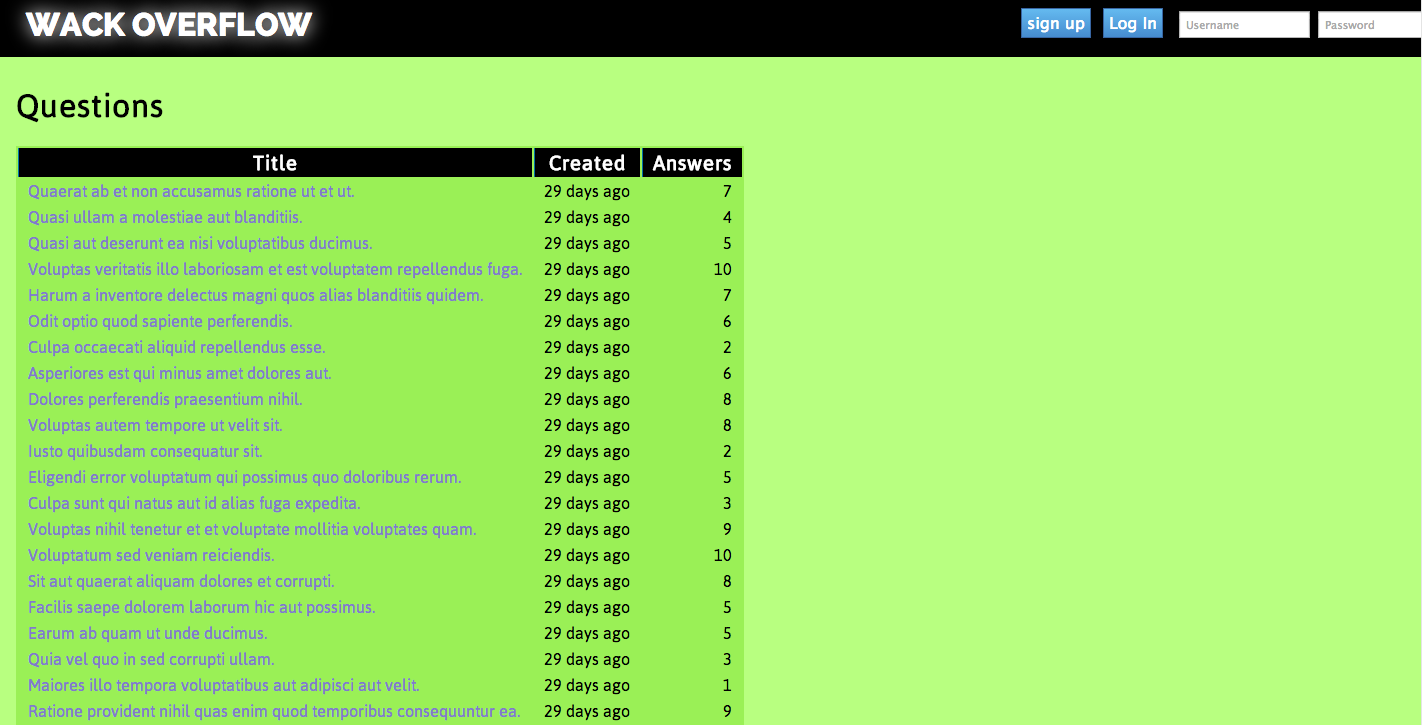 WACK OVERFLOW sign up Log In Username Password
Questions
Title Created Answers
Quaerat ab et non accusamus ratione ut et ut. 29 days ago 7
Quasi ullam a molestiae aut blanditiis. 29 days ago 4
Quasi aut deserunt ea nisi voluptatibus ducimus. 29 days ago 5
Voluptas veritatis illo laboriosam et est voluptatem repellendus fuga. 29 days ago 10
Harum a inventore delectus magni quos alias blanditiis quidem. 29 days ago 7
Odit optio quod sapiente perferendis. 29 days ago 6
Culpa occaecati aliquid repellendus esse. 29 days ago 2
Asperiores est qui minus amet dolores aut. 29 days ago 6
Dolores perferendis praesentium nihil. 29 days ago 8
Voluptas autem tempore ut velit sit. 29 days ago 8
Iusto quibusdam consequatur sit. 29 days ago 2
Eligendi error voluptatum qui possimus quo doloribus rerum. 29 days ago 5
Culpa sunt qui natus aut id alias fuga expedita. 29 days ago 3
Voluptas nihil tenetur et et voluptate mollitia voluptates quam. 29 days ago 9
Voluptatum sed veniam reiciendis. 29 days ago 10
Sit aut quaerat aliquam dolores et corrupti. 29 days ago 8
Facilis saepe dolorem laborum hic aut possimus. 29 days ago 5
Earum ab quam ut unde ducimus. 29 days ago 5
Quia vel quo in sed corrupti ullam. 29 days ago 3
Maiores illo tempora voluptatibus aut adipisci aut velit. 29 days ago 1
Ratione provident nihil quas enim quod temporibus consequuntur ea. 29 days ago 9